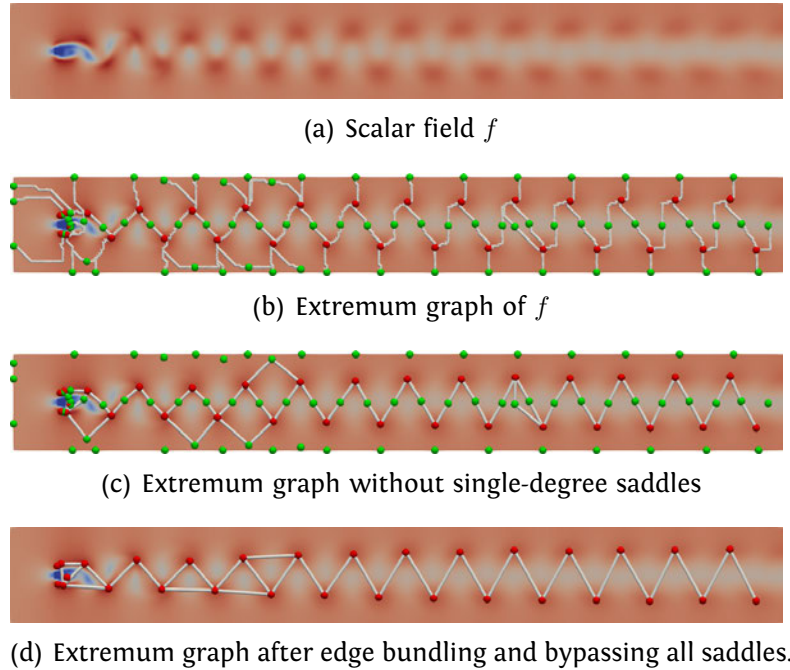 (a) Scalar field f
(b) Extremum graph of f
(c) Extremum graph without single-degree saddles
(d) Extremum graph after edge bundling and bypassing all saddles.